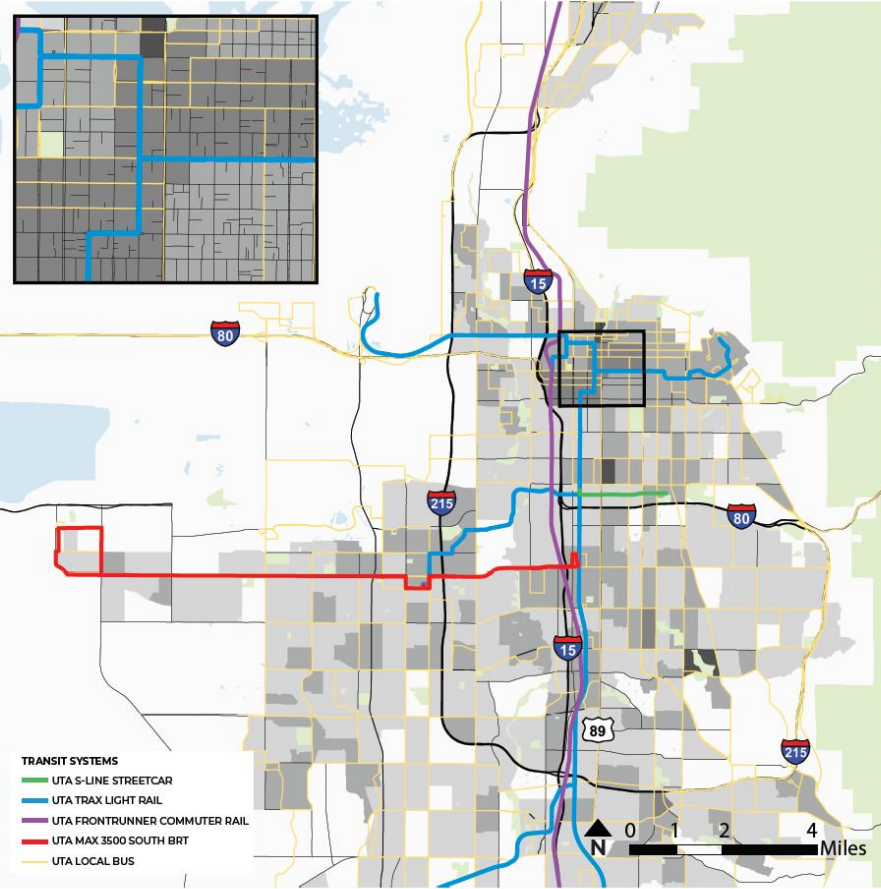 15
80
215
80
15
89
215
TRANSIT SYSTEMS
UTA S-LINE STREETCAR
UTA TRAX LIGHT RAIL
UTA FRONTRUNNER COMMUTER RAIL
UTA MAX 3500 SOUTH BRT
UTA LOCAL BUS
N
0 1 2 4
Miles